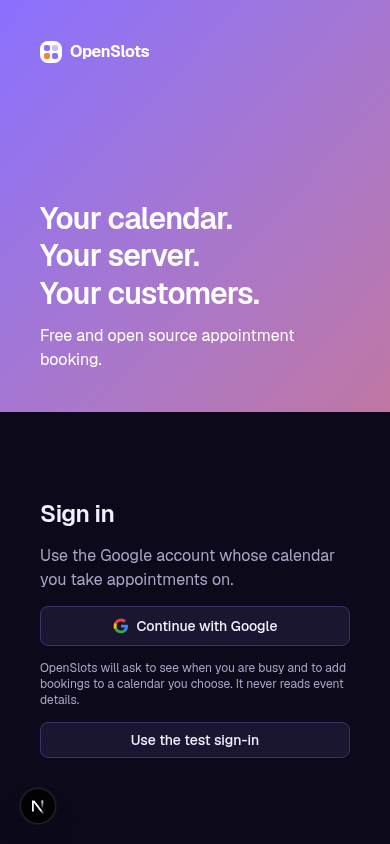 OpenSlots
Your calendar.
Your server.
Your customers.
Free and open source appointment
booking.
Sign in
Use the Google account whose calendar
you take appointments on.
Continue with Google
OpenSlots will ask to see when you are busy and to add
bookings to a calendar you choose. It never reads event
details.
Use the test sign-in
N